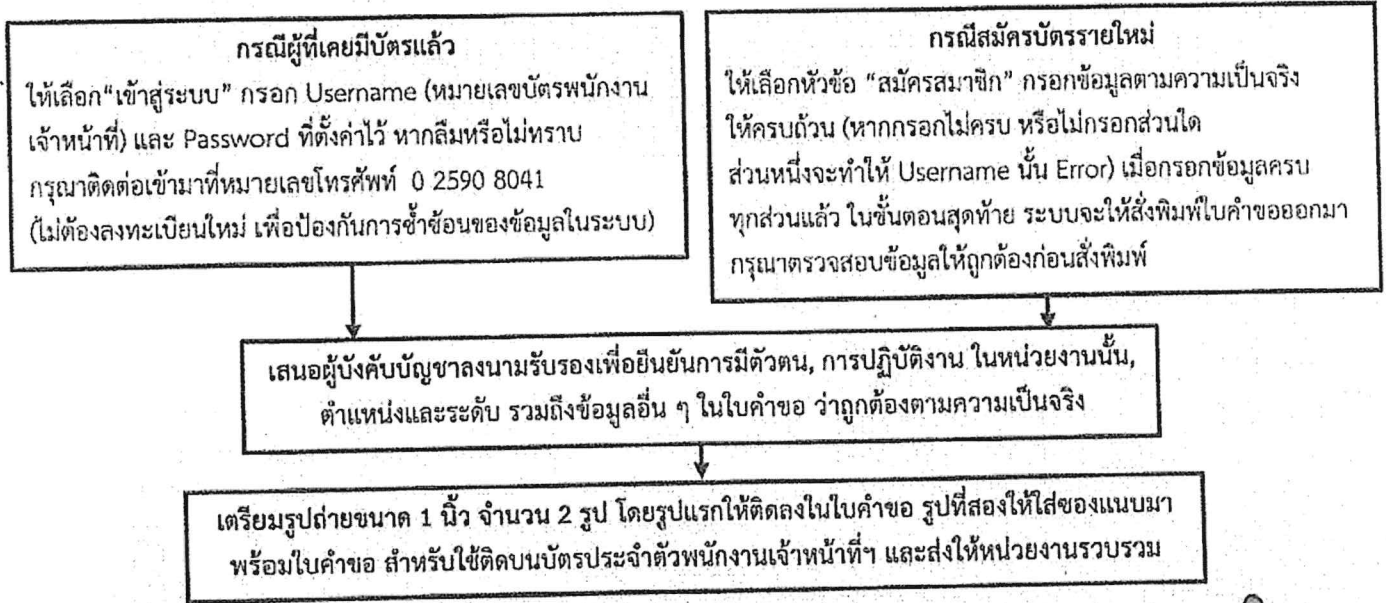 กรณีผู้ที่เคยมีบัตรแล้ว
ให้เลือก“เข้าสู่ระบบ” กรอก Username (หมายเลขบัตรพนักงาน
เจ้าหน้าที่) และ Password ที่ตั้งค่าไว้ หากลืมหรือไม่ทราบ
กรุณาติดต่อเข้ามาที่หมายเลขโทรศัพท์ 0 2590 8041
(ไม่ต้องลงทะเบียนใหม่ เพื่อป้องกันการซ้ำซ้อนของข้อมูลในระบบ)
กรณีสมัครบัตรรายใหม่
ให้เลือกหัวข้อ “สมัครสมาชิก” กรอกข้อมูลตามความเป็นจริง
ให้ครบถ้วน (หากกรอกไม่ครบ หรือไม่กรอกส่วนใด
ส่วนหนึ่งจะทำให้ Username นั้น Error) เมื่อกรอกข้อมูลครบ
ทุกส่วนแล้ว ในขั้นตอนสุดท้าย ระบบจะให้สั่งพิมพ์ใบคำขอออกมา
กรุณาตรวจสอบข้อมูลให้ถูกต้องก่อนสั่งพิมพ์
เสนอผู้บังคับบัญชาลงนามรับรองเพื่อยืนยันการมีตัวตน, การปฏิบัติงาน ในหน่วยงานนั้น,
ตำแหน่งและระดับ รวมถึงข้อมูลอื่น ๆ ในใบคำขอ ว่าถูกต้องตามความเป็นจริง
เตรียมรูปถ่ายขนาด 1 นิ้ว จำนวน 2 รูป โดยรูปแรกให้ติดลงในใบคำขอ รูปที่สองให้ใส่ซองแนบมา
พร้อมใบคำขอ สำหรับใช้ติดบนบัตรประจำตัวพนักงานเจ้าหน้าที่ฯ และส่งให้หน่วยงานรวบรวม